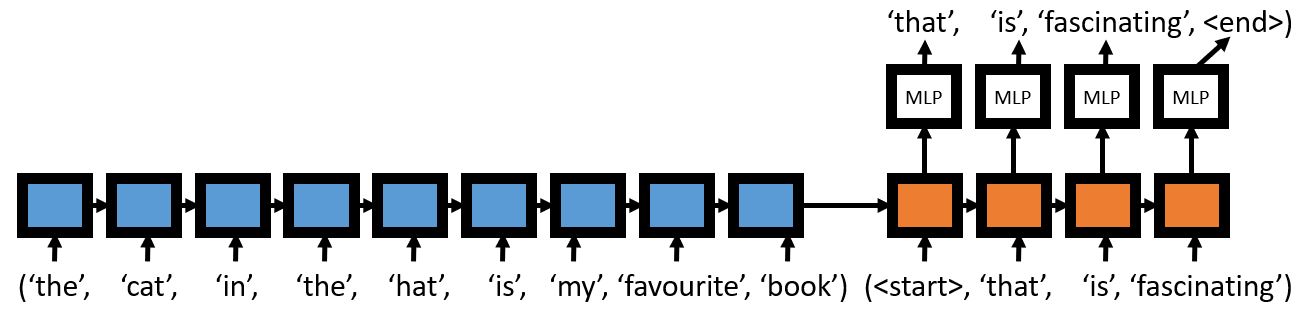 ‘that’, ‘is’, ‘fascinating’, <end>)
MLP MLP MLP MLP
(‘the’, ‘cat’, ‘in’, ‘the’, ‘hat’, ‘is’, ‘my’, ‘favourite’, ‘book’) (<start>, ‘that’, ‘is’, ‘fascinating’)